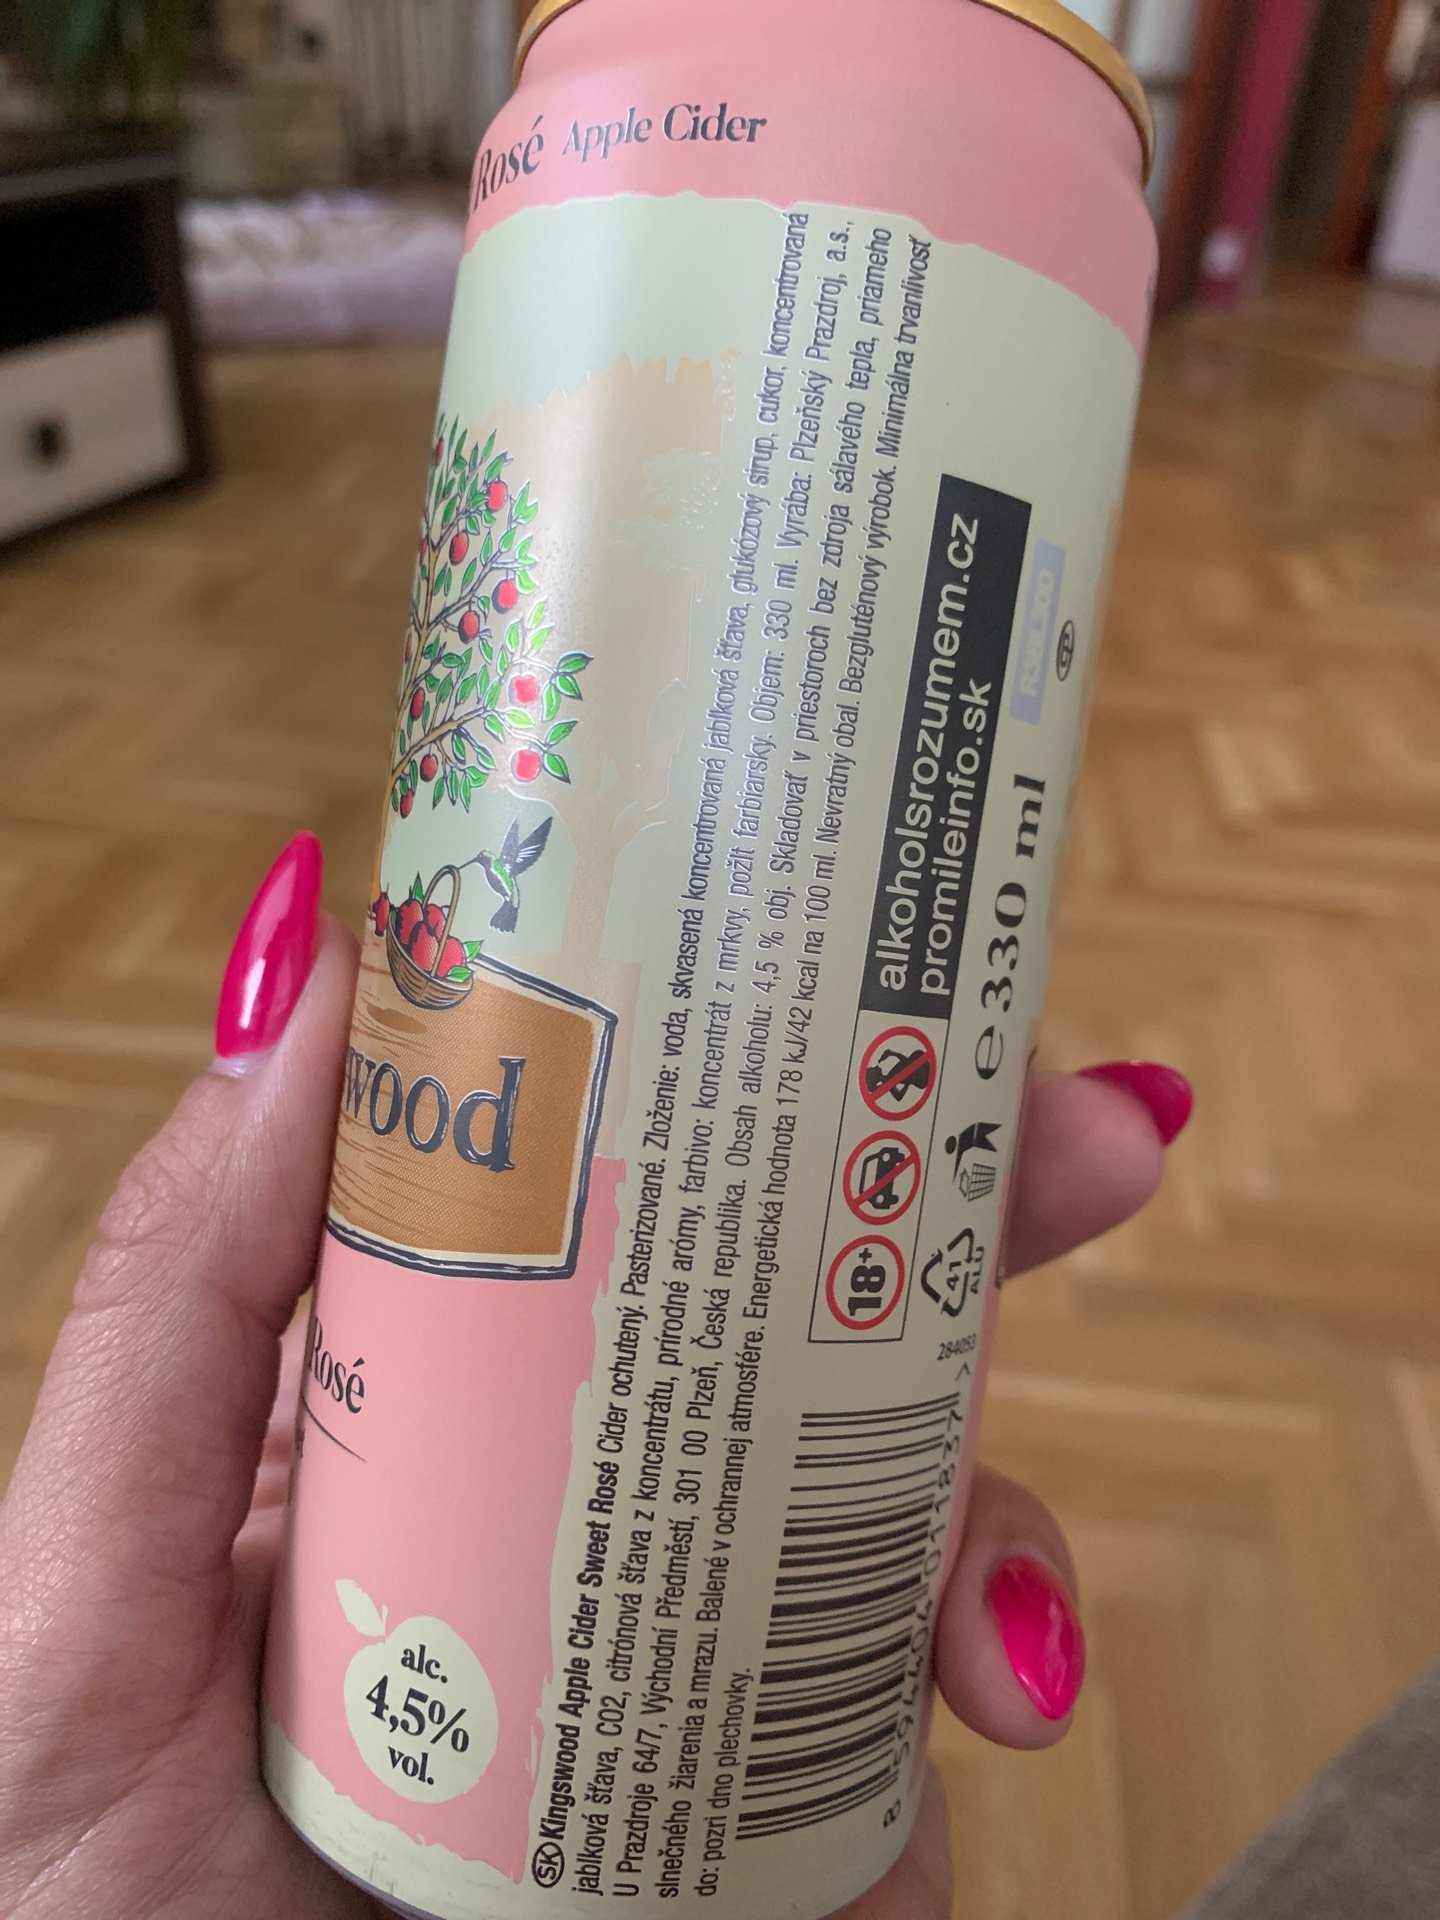 Rosé Apple Cider
wood
Rosé
alc.
4,5%
vol.
SK Kingswood Apple Cider Sweet Rosé Cider ochutený. Pasterizované. Zloženie: voda, skvasená koncentrovaná jablková šťava, glukózový sirup, cukor, koncentrovaná
jablková šťava, CO2, citrónová šťava z koncentrátu, prírodné arómy, farbivo: koncentrát z mrkvy, požlt farbiarsky. Objem: 330 ml. Vyrába: Plzeňský Prazdroj, a.s.,
U Prazdroje 64/7, Východní Předměstí, 301 00 Plzeň, Česká republika. Obsah alkoholu: 4,5 % obj. Skladovať v priestoroch bez zdroja sálavého tepla, priameho
slnečného žiarenia a mrazu. Balené v ochrannej atmosfére. Energetická hodnota 178 kJ/42 kcal na 100 ml. Nevratný obal. Bezgluténový výrobok. Minimálna trvanlivosť
do: pozri dno plechovky.
18+
alkoholsrozumem.cz
promileinfo.sk
41
ALU
e 330 ml
284053
8 594404 011837 >